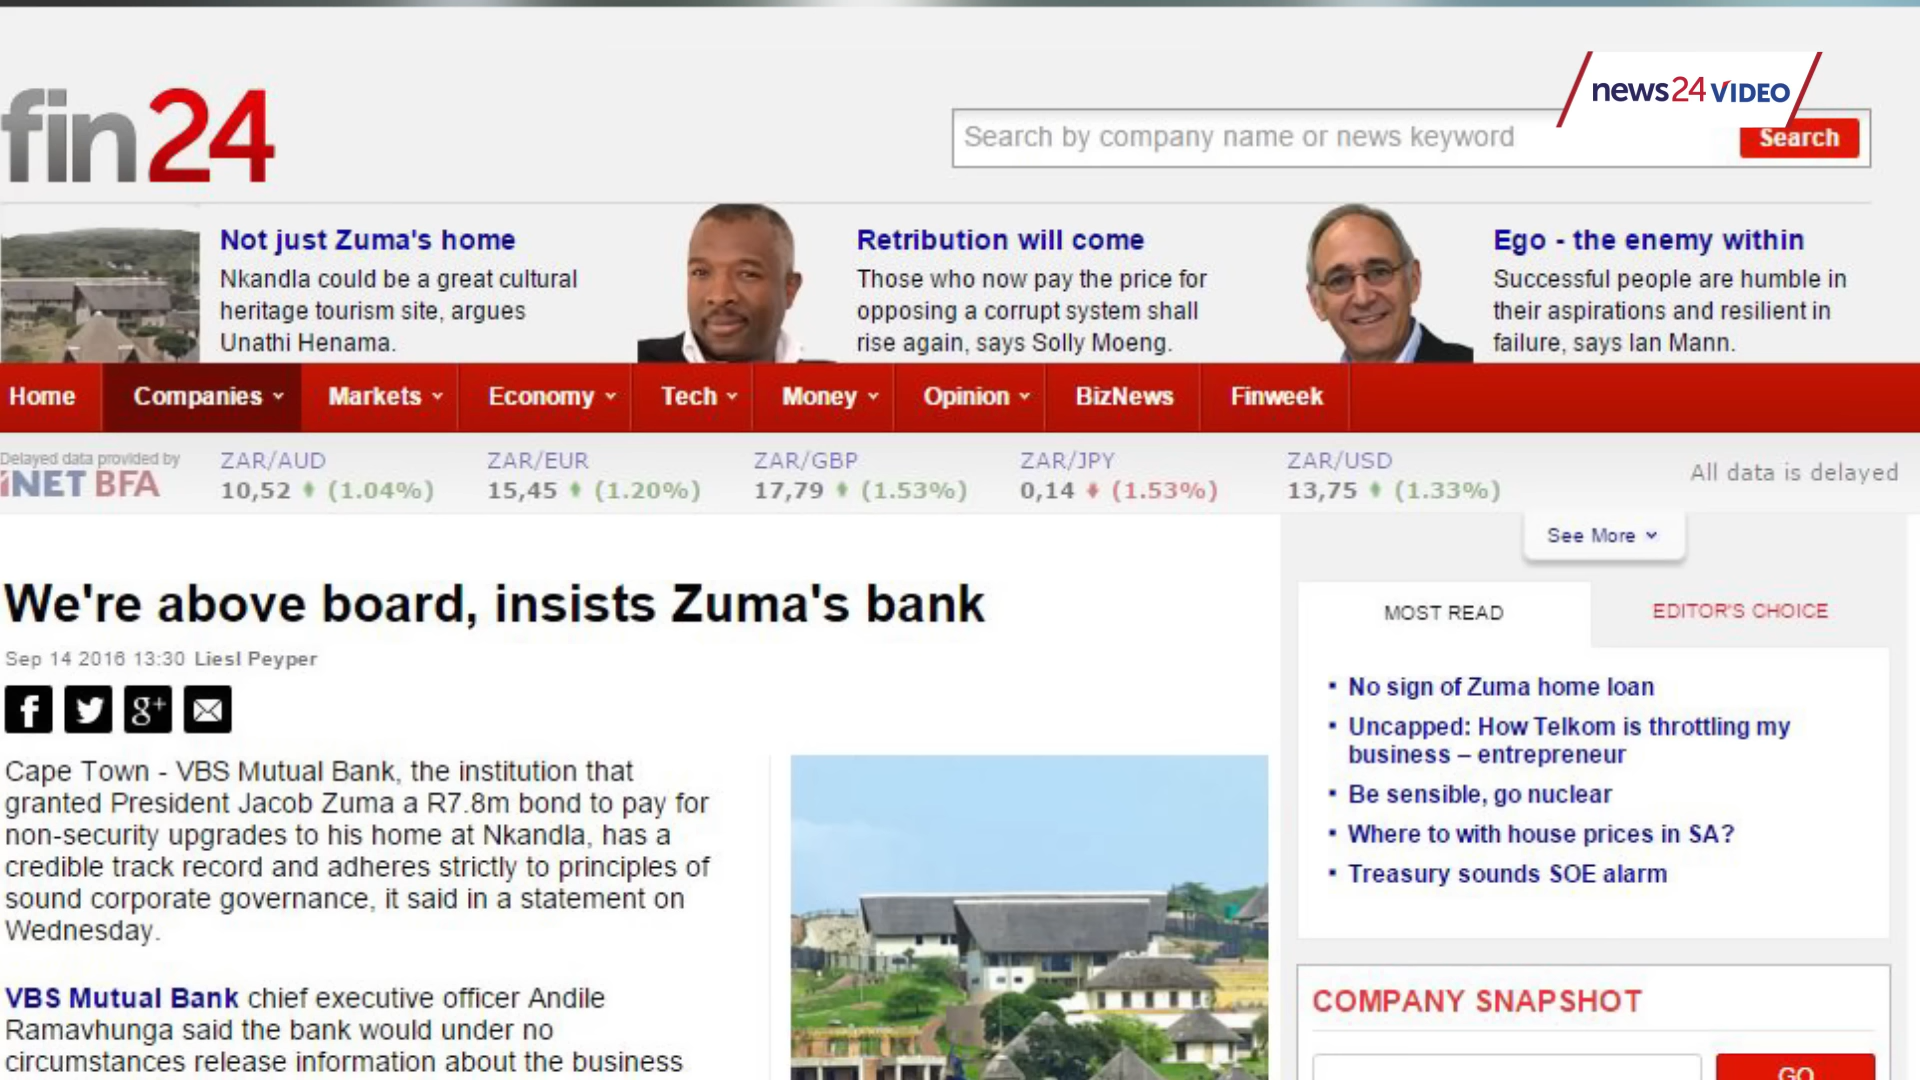 news24 VIDEO
fin24
Search by company name or news keyword
Search
Not just Zuma's home
Nkandla could be a great cultural
heritage tourism site, argues
Unathi Henama.
Retribution will come
Those who now pay the price for
opposing a corrupt system shall
rise again, says Solly Moeng.
Ego - the enemy within
Successful people are humble in
their aspirations and resilient in
failure, says Ian Mann.
Home Companies Markets Economy Tech Money Opinion BizNews Finweek
Delayed data provided by
iNET BFA
ZAR/AUD
10,52 (1.04%)
ZAR/EUR
15,45 (1.20%)
ZAR/GBP
17,79 (1.53%)
ZAR/JPY
0,14 (1.53%)
ZAR/USD
13,75 (1.33%)
All data is delayed
See More
We're above board, insists Zuma's bank
Sep 14 2016 13:30 Liesl Peyper
f g+
Cape Town - VBS Mutual Bank, the institution that
granted President Jacob Zuma a R7.8m bond to pay for
non-security upgrades to his home at Nkandla, has a
credible track record and adheres strictly to principles of
sound corporate governance, it said in a statement on
Wednesday.
VBS Mutual Bank chief executive officer Andile
Ramavhunga said the bank would under no
circumstances release information about the business
MOST READ
EDITOR'S CHOICE
▪ No sign of Zuma home loan
▪ Uncapped: How Telkom is throttling my
business – entrepreneur
▪ Be sensible, go nuclear
▪ Where to with house prices in SA?
▪ Treasury sounds SOE alarm
COMPANY SNAPSHOT
GO